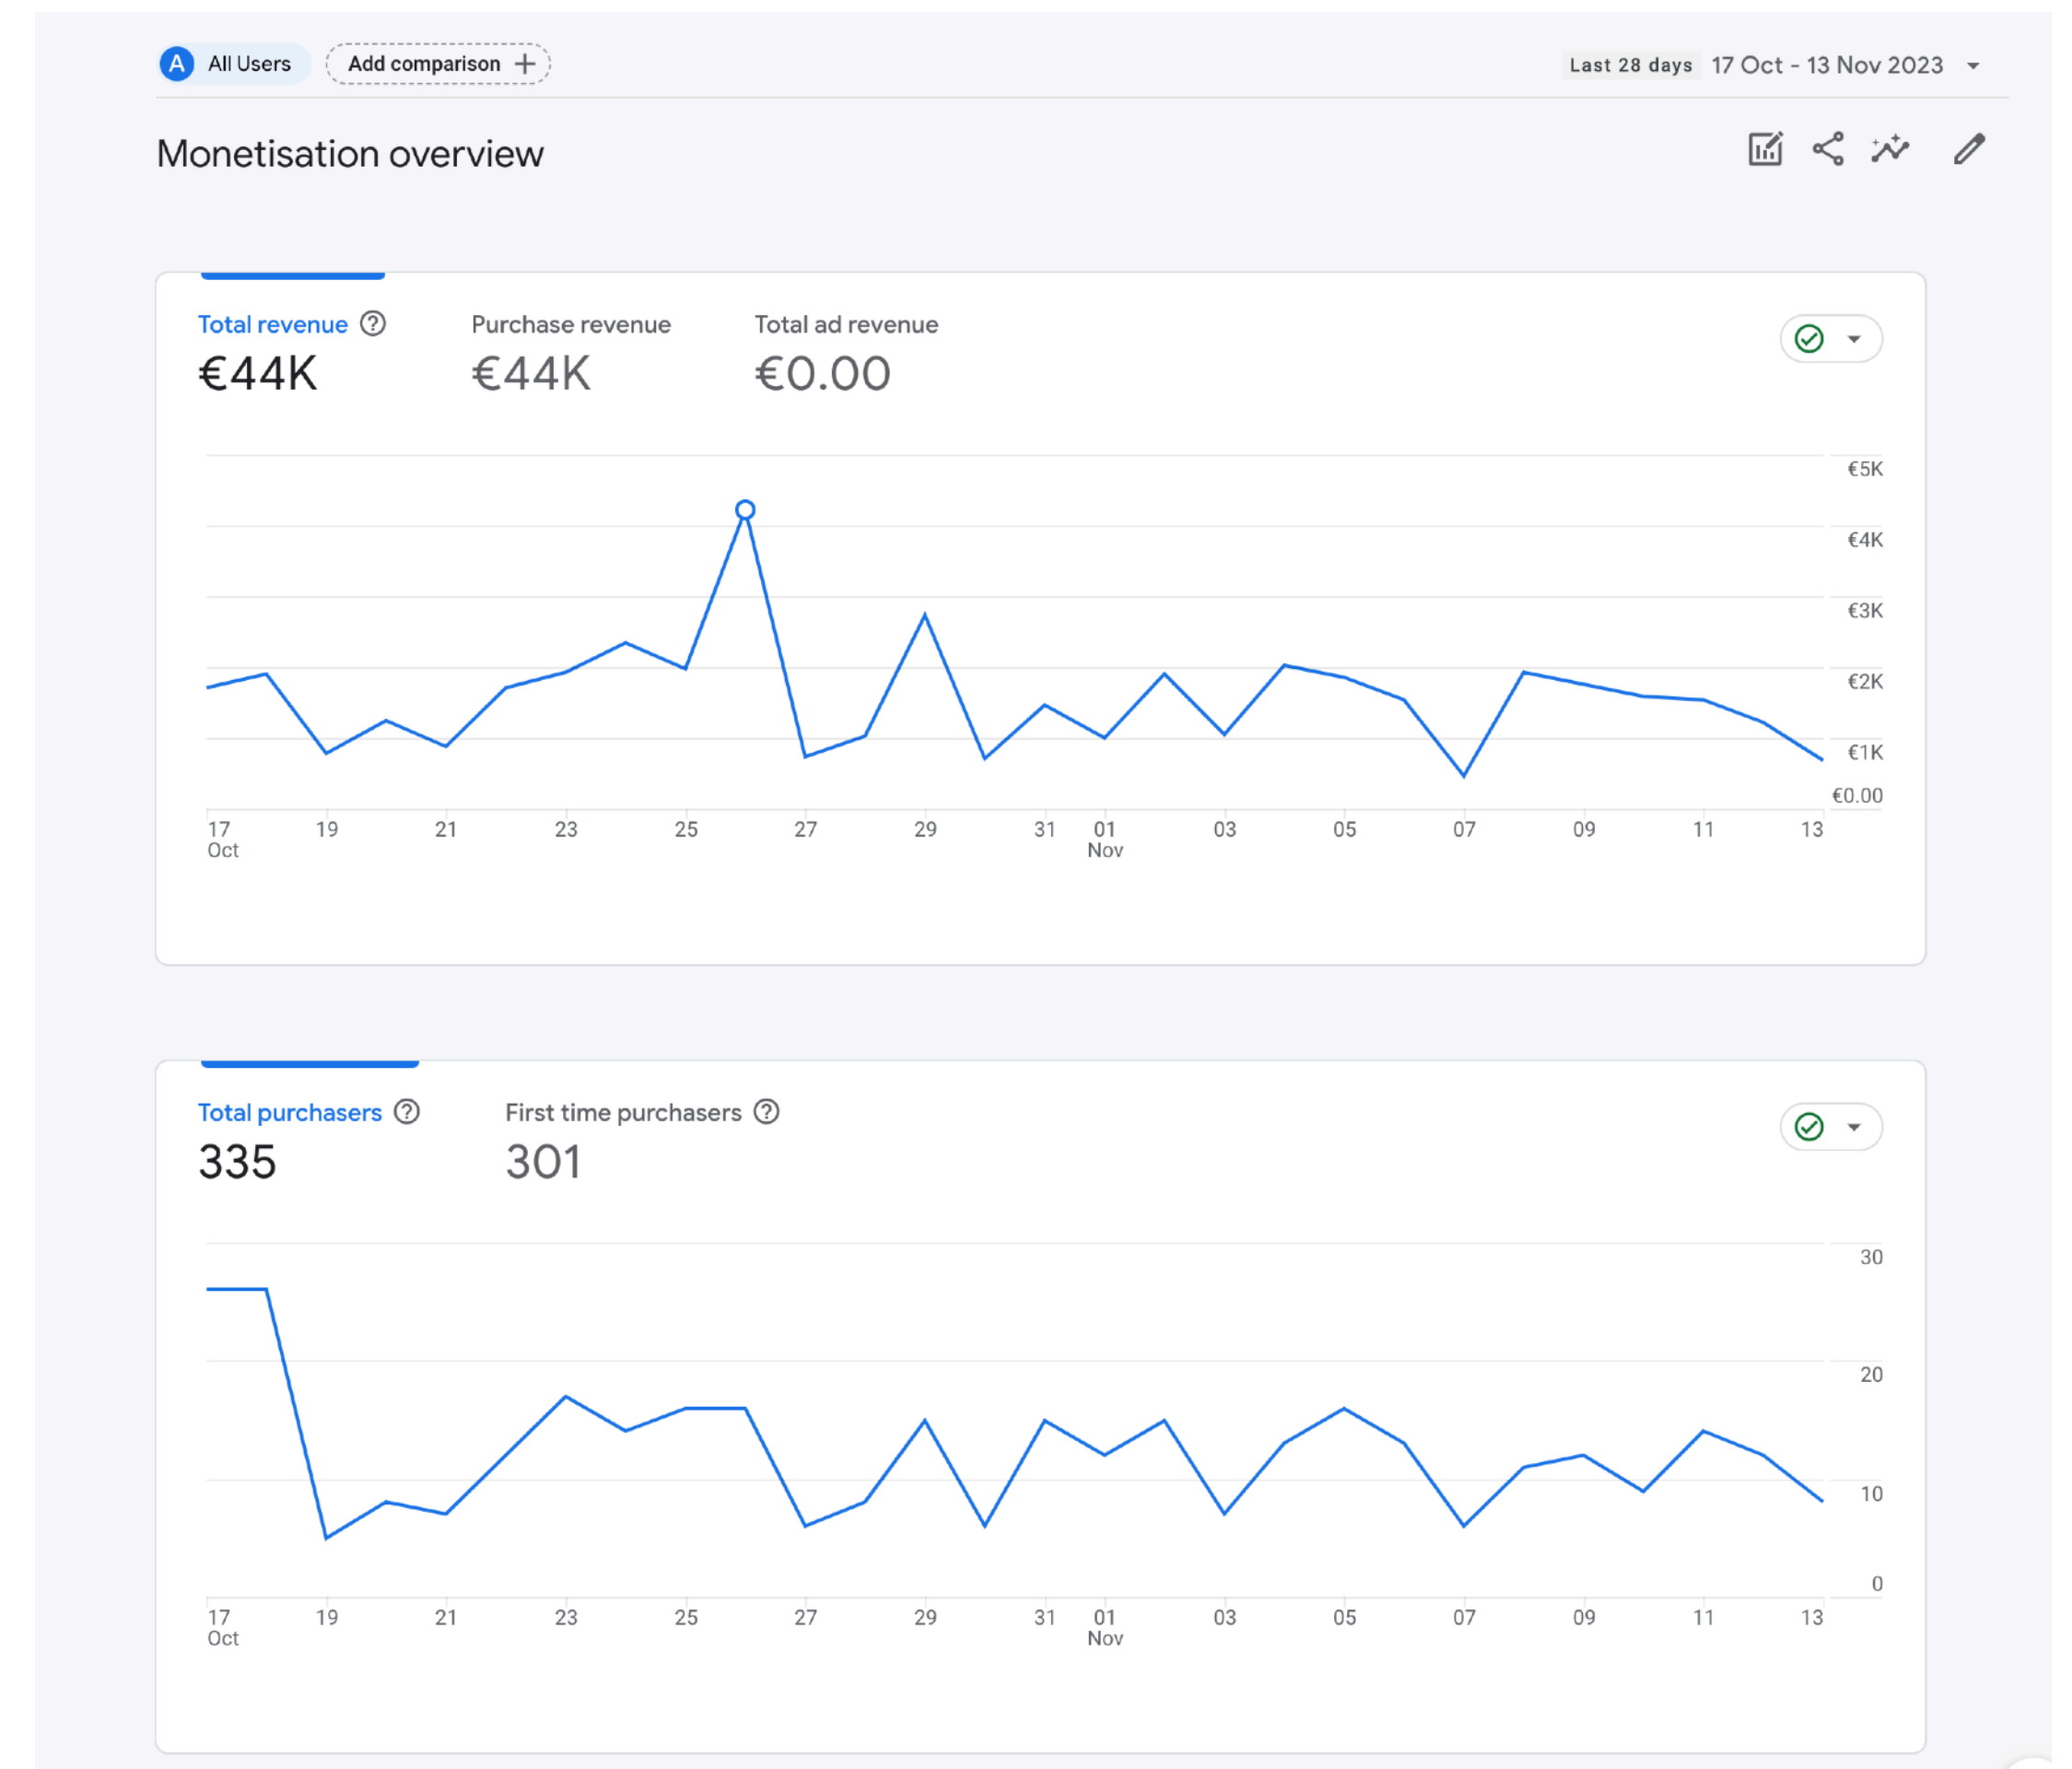 A All Users Add comparison + Last 28 days 17 Oct - 13 Nov 2023
Monetisation overview
Total revenue ? Purchase revenue Total ad revenue
€44K €44K €0.00
€5K
€4K
€3K
€2K
€1K
€0.00
17 19 21 23 25 27 29 31 01 03 05 07 09 11 13
Oct Nov
Total purchasers ? First time purchasers ?
335 301
30
20
10
0
17 19 21 23 25 27 29 31 01 03 05 07 09 11 13
Oct Nov